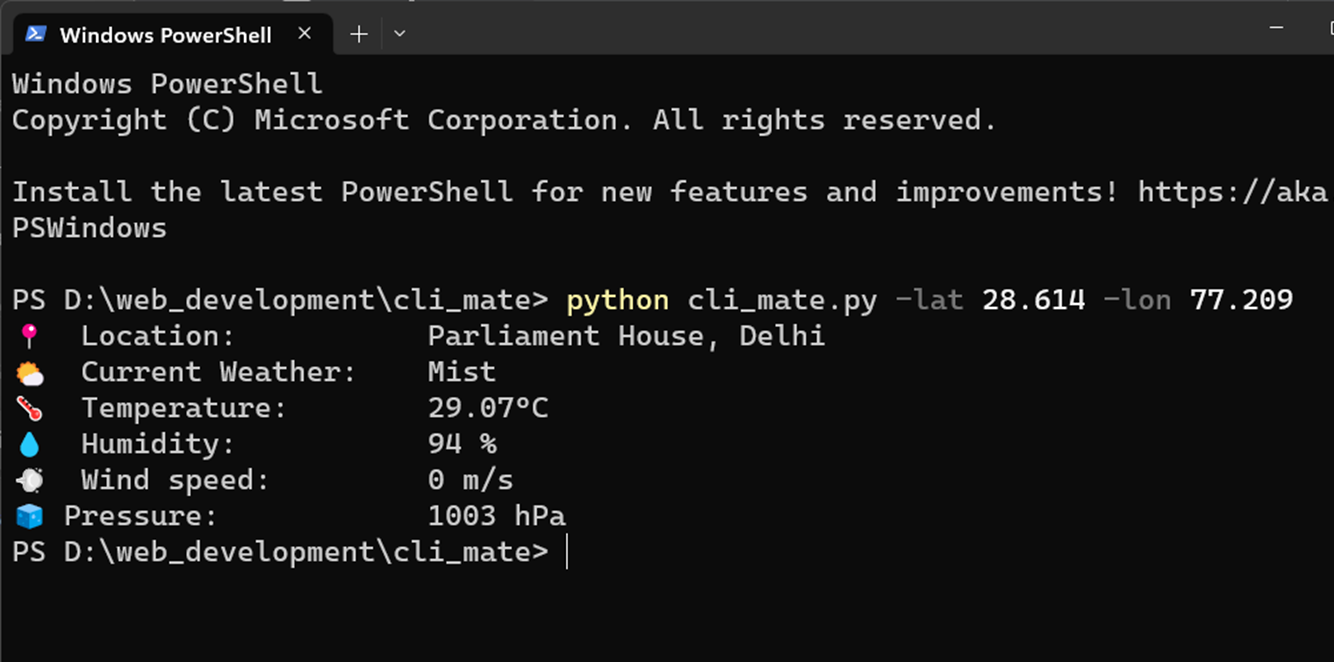 Windows PowerShell
Windows PowerShell
Copyright (C) Microsoft Corporation. All rights reserved.
Install the latest PowerShell for new features and improvements! https://aka
PSWindows
PS D:\web_development\cli_mate> python cli_mate.py -lat 28.614 -lon 77.209
📍 Location: Parliament House, Delhi
🌤️ Current Weather: Mist
🌡️ Temperature: 29.07°C
💧 Humidity: 94 %
💨 Wind speed: 0 m/s
🧊 Pressure: 1003 hPa
PS D:\web_development\cli_mate>